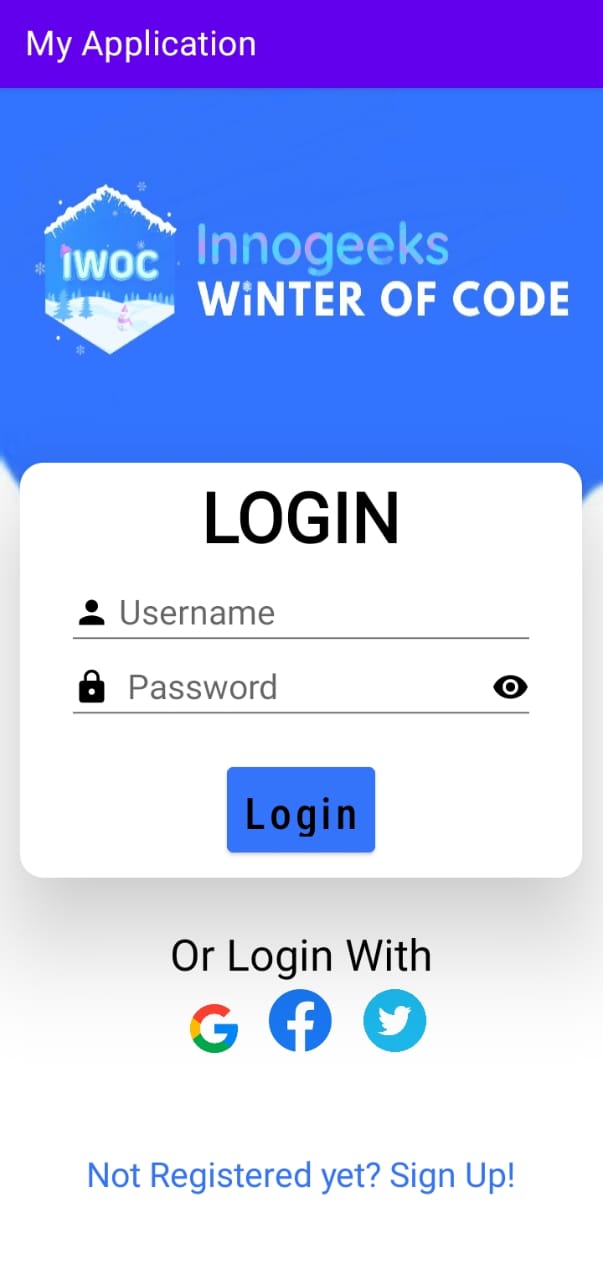 My Application
IWOC
Innogeeks
WiNTER OF CODE
LOGIN
Username
Password
Login
Or Login With
Not Registered yet? Sign Up!